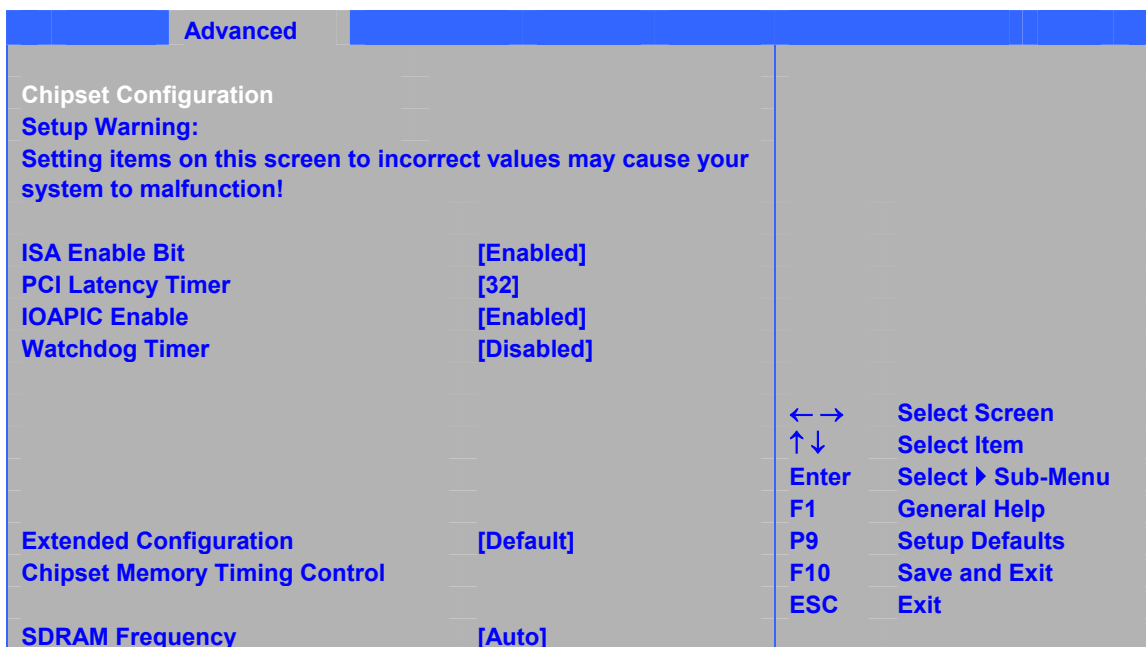 Advanced
Chipset Configuration
Setup Warning:
Setting items on this screen to incorrect values may cause your
system to malfunction!
ISA Enable Bit [Enabled]
PCI Latency Timer [32]
IOAPIC Enable [Enabled]
Watchdog Timer [Disabled]
Extended Configuration [Default]
Chipset Memory Timing Control
SDRAM Frequency [Auto]
←→ Select Screen
↑↓ Select Item
Enter Select ▶ Sub-Menu
F1 General Help
P9 Setup Defaults
F10 Save and Exit
ESC Exit